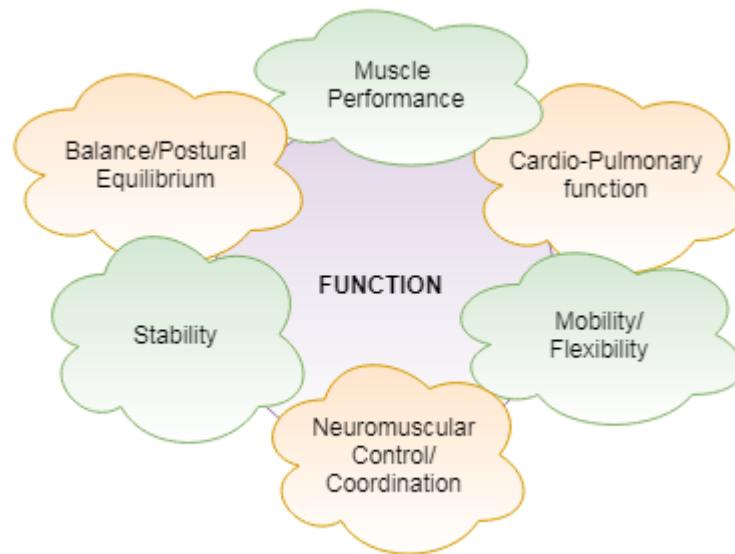 Muscle
Performance
Balance/Postural
Equilibrium
Cardio-Pulmonary
function
FUNCTION
Stability
Mobility/
Flexibility
Neuromuscular
Control/
Coordination